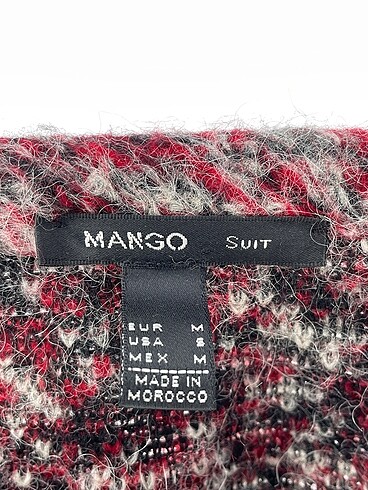 MANGO SUIT
EUR M
USA S
MEX M
MADE IN
MOROCCO